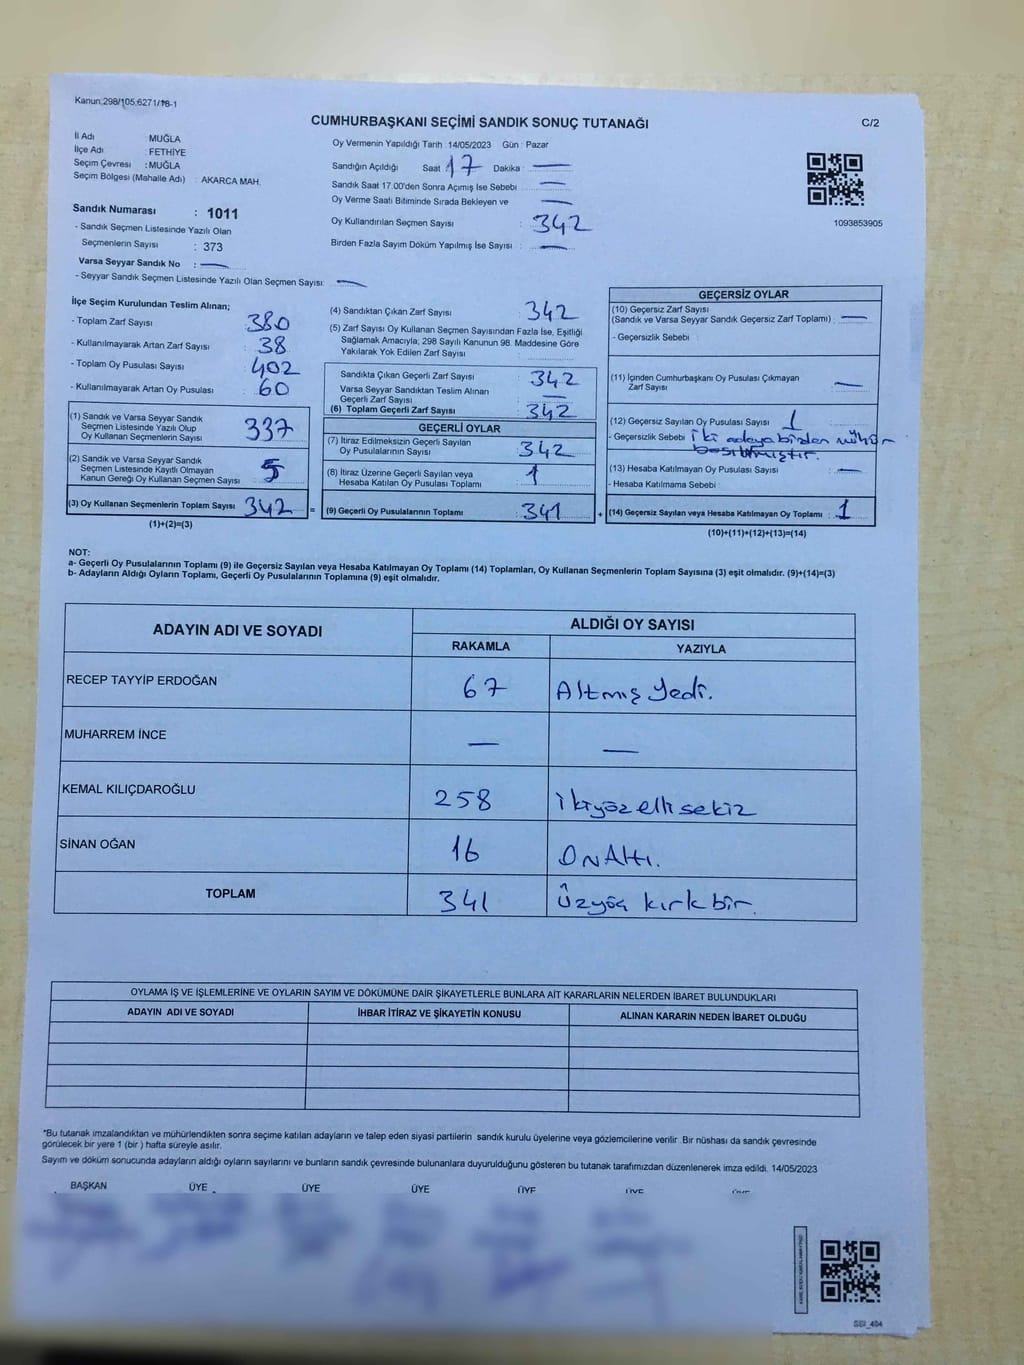 Kanun:298/105.6271/18-1
CUMHURBAŞKANI SEÇİMİ SANDIK SONUÇ TUTANAĞI
C/2
İl Adı : MUĞLA
İlçe Adı : FETHİYE
Seçim Çevresi : MUĞLA
Seçim Bölgesi (Mahalle Adı) : AKARCA MAH.
Sandık Numarası : 1011
- Sandık Seçmen Listesinde Yazılı Olan
Seçmenlerin Sayısı : 373
Varsa Seyyar Sandık No : —
- Seyyar Sandık Seçmen Listesinde Yazılı Olan Seçmen Sayısı: —
Oy Vermenin Yapıldığı Tarih : 14/05/2023 Gün : Pazar
Sandığın Açıldığı Saat : 17 Dakika : —
Sandık Saat 17.00'den Sonra Açımış İse Sebebi : —
Oy Verme Saati Bitiminde Sırada Bekleyen ve —
Oy Kullandırılan Seçmen Sayısı : 342
Birden Fazla Sayım Döküm Yapılmış İse Sayısı : —
1093853905
İlçe Seçim Kurulundan Teslim Alınan;
- Toplam Zarf Sayısı : 380
- Kullanılmayarak Artan Zarf Sayısı : 38
- Toplam Oy Pusulası Sayısı : 402
- Kullanılmayarak Artan Oy Pusulası : 60
(1) Sandık ve Varsa Seyyar Sandık
Seçmen Listesinde Yazılı Olup
Oy Kullanan Seçmenlerin Sayısı : 337
(2) Sandık ve Varsa Seyyar Sandık
Seçmen Listesinde Kayıtlı Olmayan
Kanun Gereği Oy Kullanan Seçmen Sayısı : 5
(3) Oy Kullanan Seçmenlerin Toplam Sayısı : 342 =
(1)+(2)=(3)
(4) Sandıktan Çıkan Zarf Sayısı : 342
(5) Zarf Sayısı Oy Kullanan Seçmen Sayısından Fazla İse, Eşitliği
Sağlamak Amacıyla; 298 Sayılı Kanunun 98. Maddesine Göre
Yakılarak Yok Edilen Zarf Sayısı :
Sandıkta Çıkan Geçerli Zarf Sayısı : 342
Varsa Seyyar Sandıktan Teslim Alınan
Geçerli Zarf Sayısı : —
(6) Toplam Geçerli Zarf Sayısı : 342
GEÇERLİ OYLAR
(7) İtiraz Edilmeksizin Geçerli Sayılan
Oy Pusulalarının Sayısı : 342
(8) İtiraz Üzerine Geçerli Sayılan veya
Hesaba Katılan Oy Pusulası Toplamı : 1
(9) Geçerli Oy Pusulalarının Toplamı : 341 +
GEÇERSİZ OYLAR
(10) Geçersiz Zarf Sayısı
(Sandık ve Varsa Seyyar Sandık Geçersiz Zarf Toplamı) : —
- Geçersizlik Sebebi :
(11) İçinden Cumhurbaşkanı Oy Pusulası Çıkmayan
Zarf Sayısı : —
(12) Geçersiz Sayılan Oy Pusulası Sayısı : 1
- Geçersizlik Sebebi : iki adaya birden mühür
basılmıştır.
(13) Hesaba Katılmayan Oy Pusulası Sayısı : —
- Hesaba Katılmama Sebebi :
(14) Geçersiz Sayılan veya Hesaba Katılmayan Oy Toplamı : 1
(10)+(11)+(12)+(13)=(14)
NOT:
a- Geçerli Oy Pusulalarının Toplamı (9) ile Geçersiz Sayılan veya Hesaba Katılmayan Oy Toplamı (14) Toplamları, Oy Kullanan Seçmenlerin Toplam Sayısına (3) eşit olmalıdır. (9)+(14)=(3)
b- Adayların Aldığı Oyların Toplamı, Geçerli Oy Pusulalarının Toplamına (9) eşit olmalıdır.
ADAYIN ADI VE SOYADI ALDIĞI OY SAYISI
RAKAMLA YAZIYLA
RECEP TAYYİP ERDOĞAN 67 Altmış Yedi.
MUHARREM İNCE — —
KEMAL KILIÇDAROĞLU 258 ikiyüz elli sekiz
SİNAN OĞAN 16 ONAltı.
TOPLAM 341 Üzyöz kırk bir.
OYLAMA İŞ VE İŞLEMLERİNE VE OYLARIN SAYIM VE DÖKÜMÜNE DAİR ŞİKAYETLERLE BUNLARA AİT KARARLARIN NELERDEN İBARET BULUNDUKLARI
ADAYIN ADI VE SOYADI İHBAR İTİRAZ VE ŞİKAYETİN KONUSU ALINAN KARARIN NEDEN İBARET OLDUĞU
*Bu tutanak imzalandıktan ve mühürlendikten sonra seçime katılan adayların ve talep eden siyasi partilerin sandık kurulu üyelerine veya gözlemcilerine verilir .Bir nüshası da sandık çevresinde
görülecek bir yere 1 (bir ) hafta süreyle asılır.
Sayım ve döküm sonucunda adayların aldığı oyların sayılarını ve bunların sandık çevresinde bulunanlara duyurulduğunu gösteren bu tutanak tarafımızdan düzenlenerek imza edildi. 14/05/2023
BAŞKAN ÜYE ÜYE ÜYE ÜYE ÜYE ÜYE
SBI_404